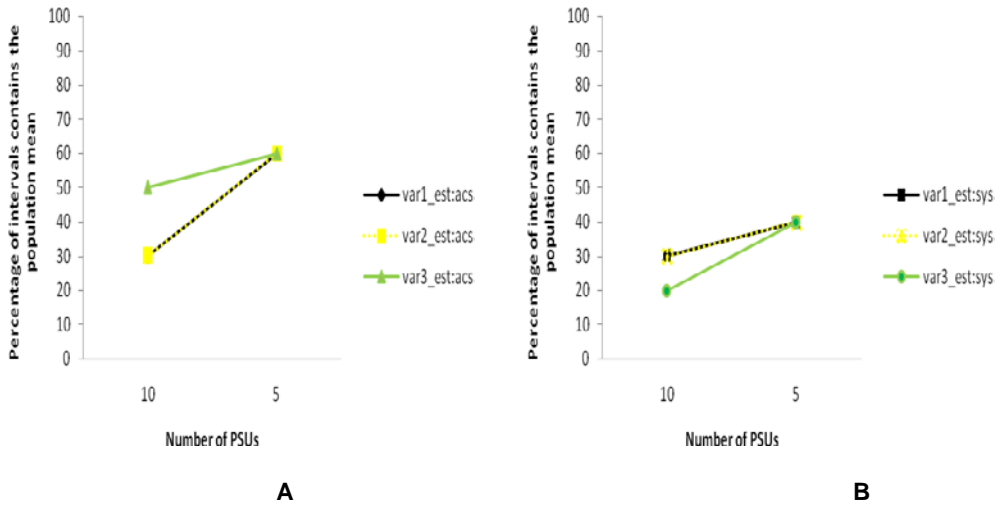 Percentage of intervals contains the
population mean
100
90
80
70
60
50
40
30
20
10
0
10 5
Number of PSUs
var1_est:acs
var2_est:acs
var3_est:acs
A
Percentage of intervals contains the
population mean
100
90
80
70
60
50
40
30
20
10
0
10 5
Number of PSUs
var1_est:sys
var2_est:sys
var3_est:sys
B